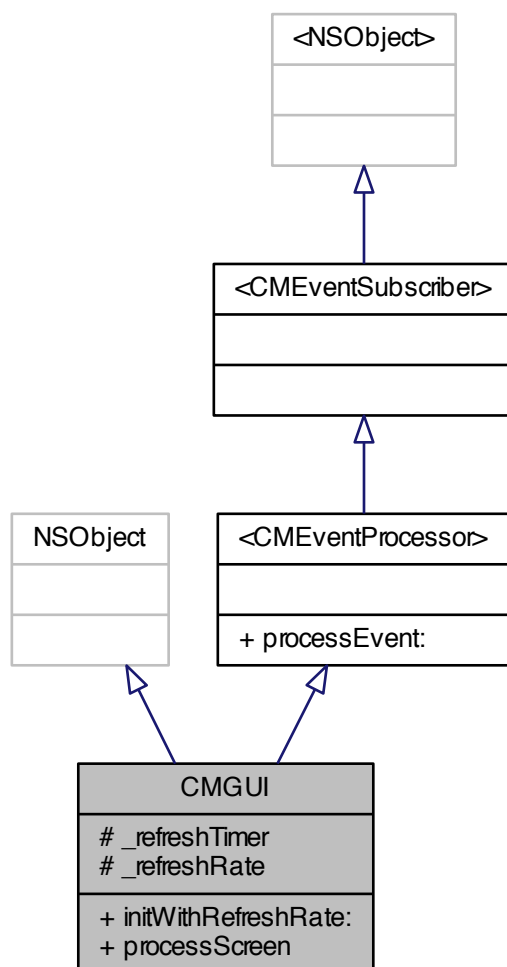 <NSObject>
<CMEventSubscriber>
NSObject
<CMEventProcessor>
+ processEvent:
CMGUI
# _refreshTimer
# _refreshRate
+ initWithRefreshRate:
+ processScreen